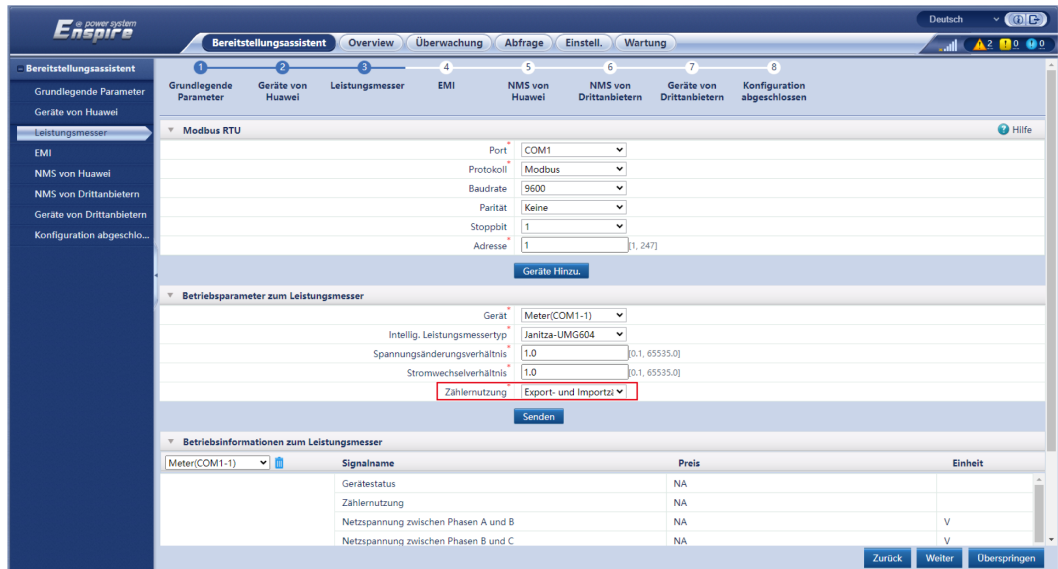 Enspire e power system
Deutsch
Bereitstellungsassistent Overview Überwachung Abfrage Einstell. Wartung
2 0 0
Bereitstellungsassistent
Grundlegende Parameter
Geräte von Huawei
Leistungsmesser
EMI
NMS von Huawei
NMS von Drittanbietern
Geräte von Drittanbietern
Konfiguration abgeschlo...
1 2 3 4 5 6 7 8
Grundlegende Parameter
Geräte von Huawei
Leistungsmesser
EMI
NMS von Huawei
NMS von Drittanbietern
Geräte von Drittanbietern
Konfiguration abgeschlossen
Modbus RTU
Hilfe
Port * COM1
Protokoll * Modbus
Baudrate * 9600
Parität * Keine
Stoppbit * 1
Adresse * 1 [1, 247]
Geräte Hinzu.
Betriebsparameter zum Leistungsmesser
Gerät * Meter(COM1-1)
Intellig. Leistungsmessertyp * Janitza-UMG604
Spannungsänderungsverhältnis * 1.0 [0.1, 65535.0]
Stromwechselverhältnis * 1.0 [0.1, 65535.0]
Zählernutzung * Export- und Importzä
Senden
Betriebsinformationen zum Leistungsmesser
Meter(COM1-1) Signalname Preis Einheit
Gerätestatus NA
Zählernutzung NA
Netzspannung zwischen Phasen A und B NA V
Netzspannung zwischen Phasen B und C NA V
Zurück Weiter Überspringen